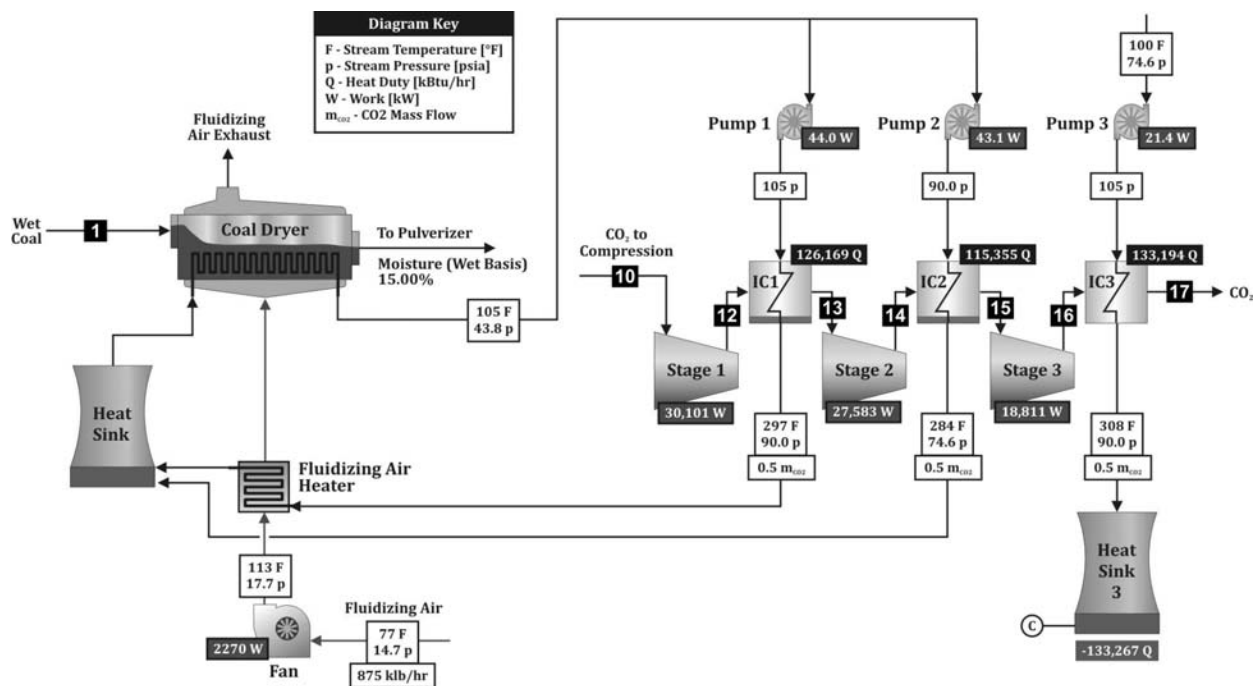 Diagram Key
F - Stream Temperature [°F]
p - Stream Pressure [psia]
Q - Heat Duty [kBtu/hr]
W - Work [kW]
m_CO2 - CO2 Mass Flow
100 F
74.6 p
Fluidizing
Air Exhaust
Pump 1
44.0 W
Pump 2
43.1 W
Pump 3
21.4 W
105 p
90.0 p
105 p
Wet
Coal
1
Coal Dryer
To Pulverizer
Moisture (Wet Basis)
15.00%
CO₂ to
Compression
10
126,169 Q
115,355 Q
133,194 Q
IC1
IC2
IC3
12
13
14
15
16
17
CO₂
105 F
43.8 p
Stage 1
30,101 W
Stage 2
27,583 W
Stage 3
18,811 W
Heat
Sink
297 F
90.0 p
0.5 m_CO2
284 F
74.6 p
0.5 m_CO2
308 F
90.0 p
0.5 m_CO2
Fluidizing Air
Heater
113 F
17.7 p
Fluidizing Air
77 F
14.7 p
875 klb/hr
2270 W
Fan
Heat
Sink
3
C
-133,267 Q